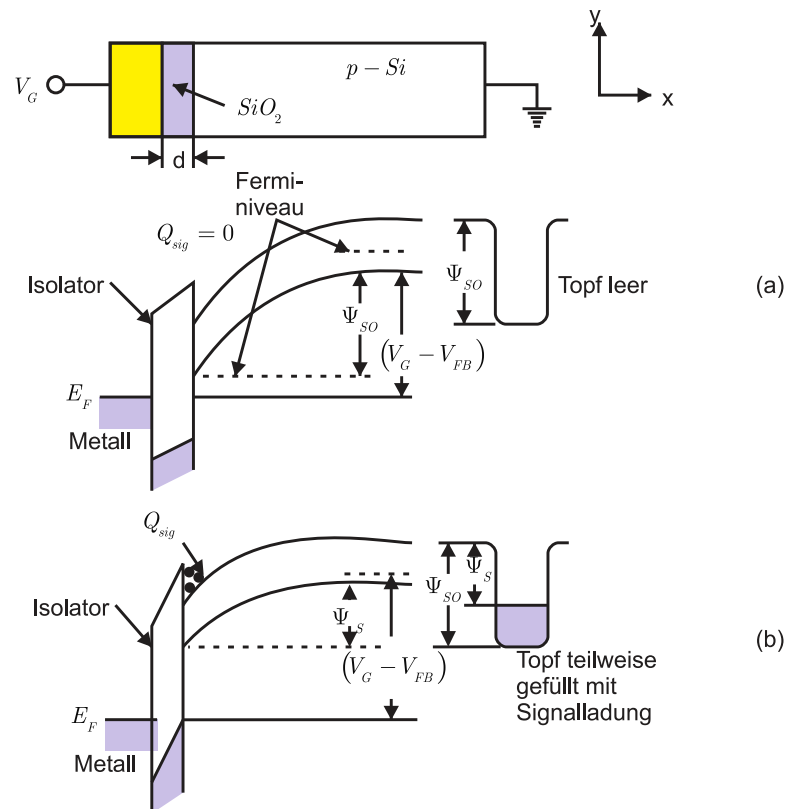 y
x
p – Si
V_G
SiO_2
d
Fermi-
niveau
Q_sig = 0
Isolator
Ψ_SO
Ψ_SO
Topf leer
(a)
(V_G – V_FB)
E_F
Metall
Q_sig
Isolator
Ψ_S
Ψ_SO
Ψ_S
(b)
(V_G – V_FB)
Topf teilweise
gefüllt mit
Signalladung
E_F
Metall